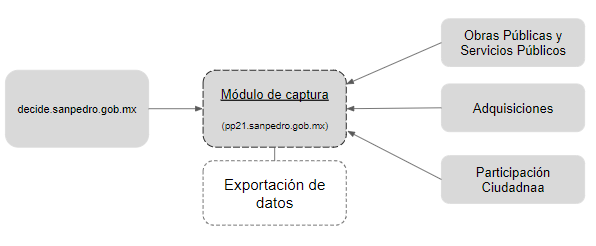 decide.sanpedro.gob.mx
Módulo de captura
(pp21.sanpedro.gob.mx)
Exportación de
datos
Obras Públicas y
Servicios Públicos
Adquisiciones
Participación
Ciudadnaa